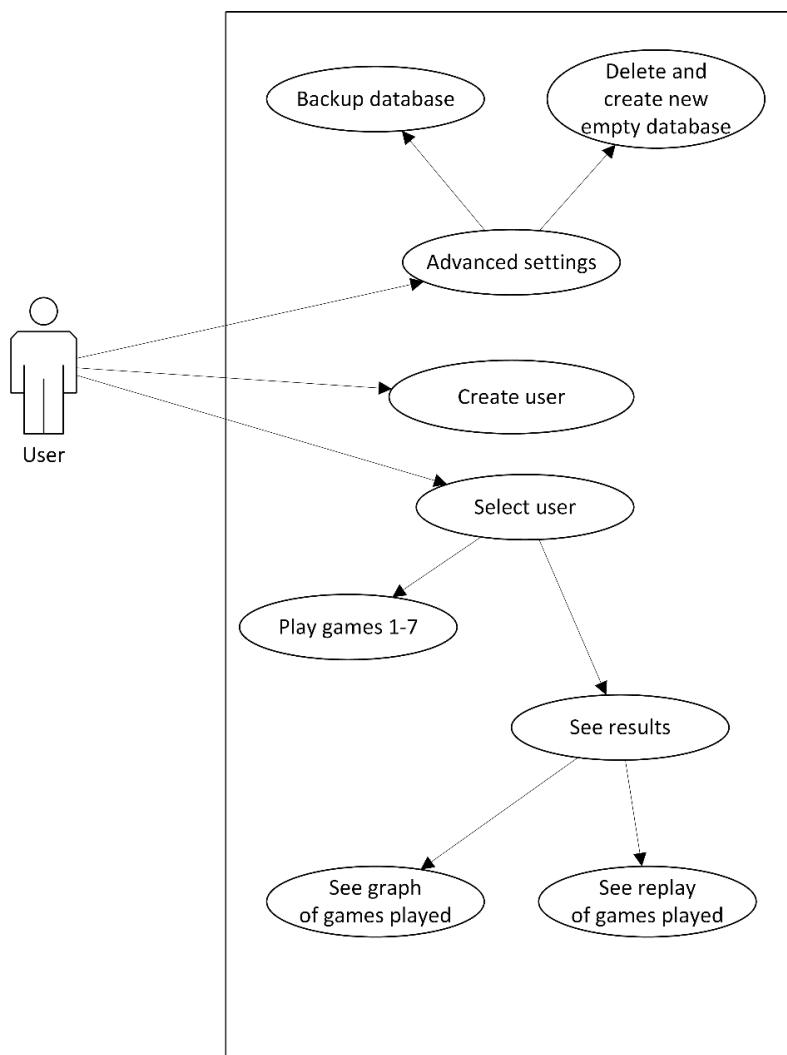 Backup database
Delete and
create new
empty database
Advanced settings
Create user
User
Select user
Play games 1-7
See results
See graph
of games played
See replay
of games played